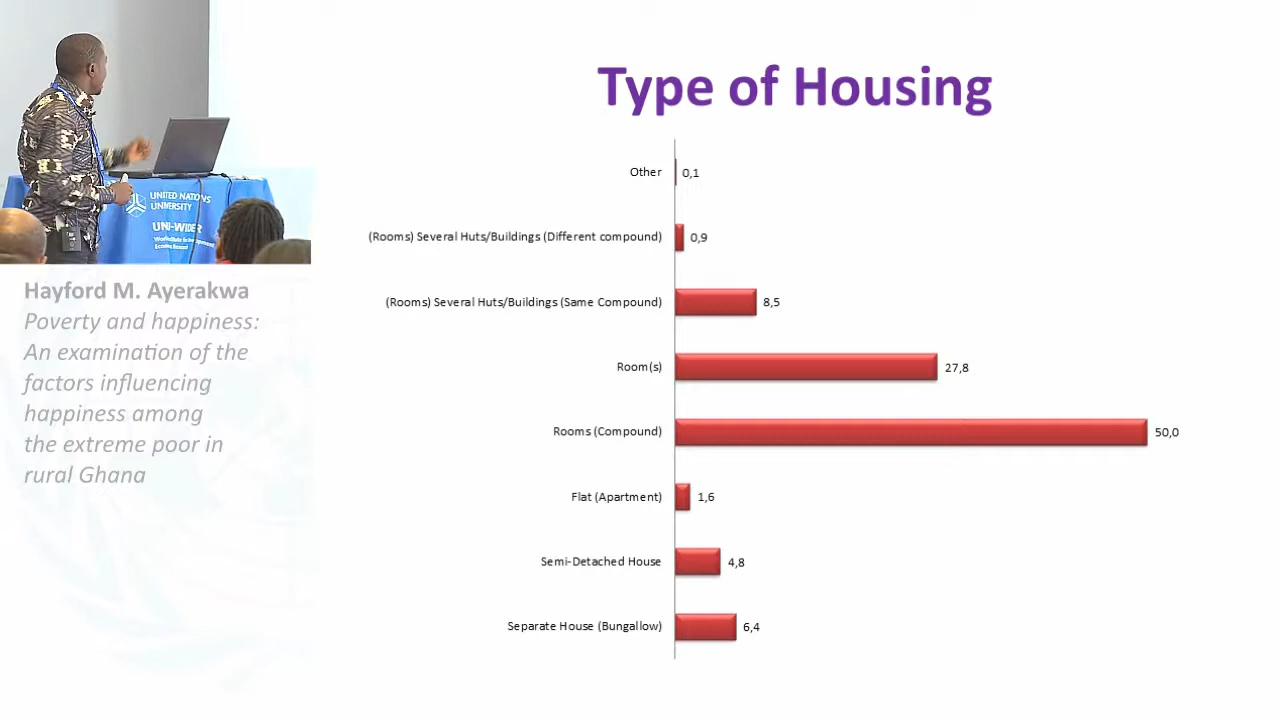 Type of Housing
Other
0,1
(Rooms) Several Huts/Buildings (Different compound)
0,9
(Rooms) Several Huts/Buildings (Same Compound)
8,5
Room(s)
27,8
Rooms (Compound)
50,0
Flat (Apartment)
1,6
Semi-Detached House
4,8
Separate House (Bungallow)
6,4
UNITED NATIONS
UNIVERSITY
UNU-WIDER
Hayford M. Ayerakwa
Poverty and happiness:
An examination of the
factors influencing
happiness among
the extreme poor in
rural Ghana